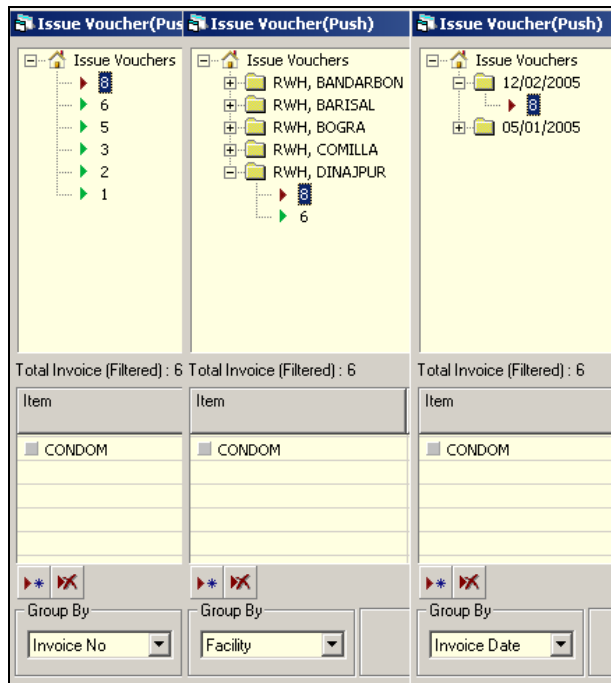 Issue Voucher(Pus
Issue Vouchers
8
6
5
3
2
1
Total Invoice (Filtered) : 6
Item
CONDOM
Group By
Invoice No
Issue Voucher(Push)
Issue Vouchers
RWH, BANDARBON
RWH, BARISAL
RWH, BOGRA
RWH, COMILLA
RWH, DINAJPUR
8
6
Total Invoice (Filtered) : 6
Item
CONDOM
Group By
Facility
Issue Voucher(Push)
Issue Vouchers
12/02/2005
8
05/01/2005
Total Invoice (Filtered) : 6
Item
CONDOM
Group By
Invoice Date